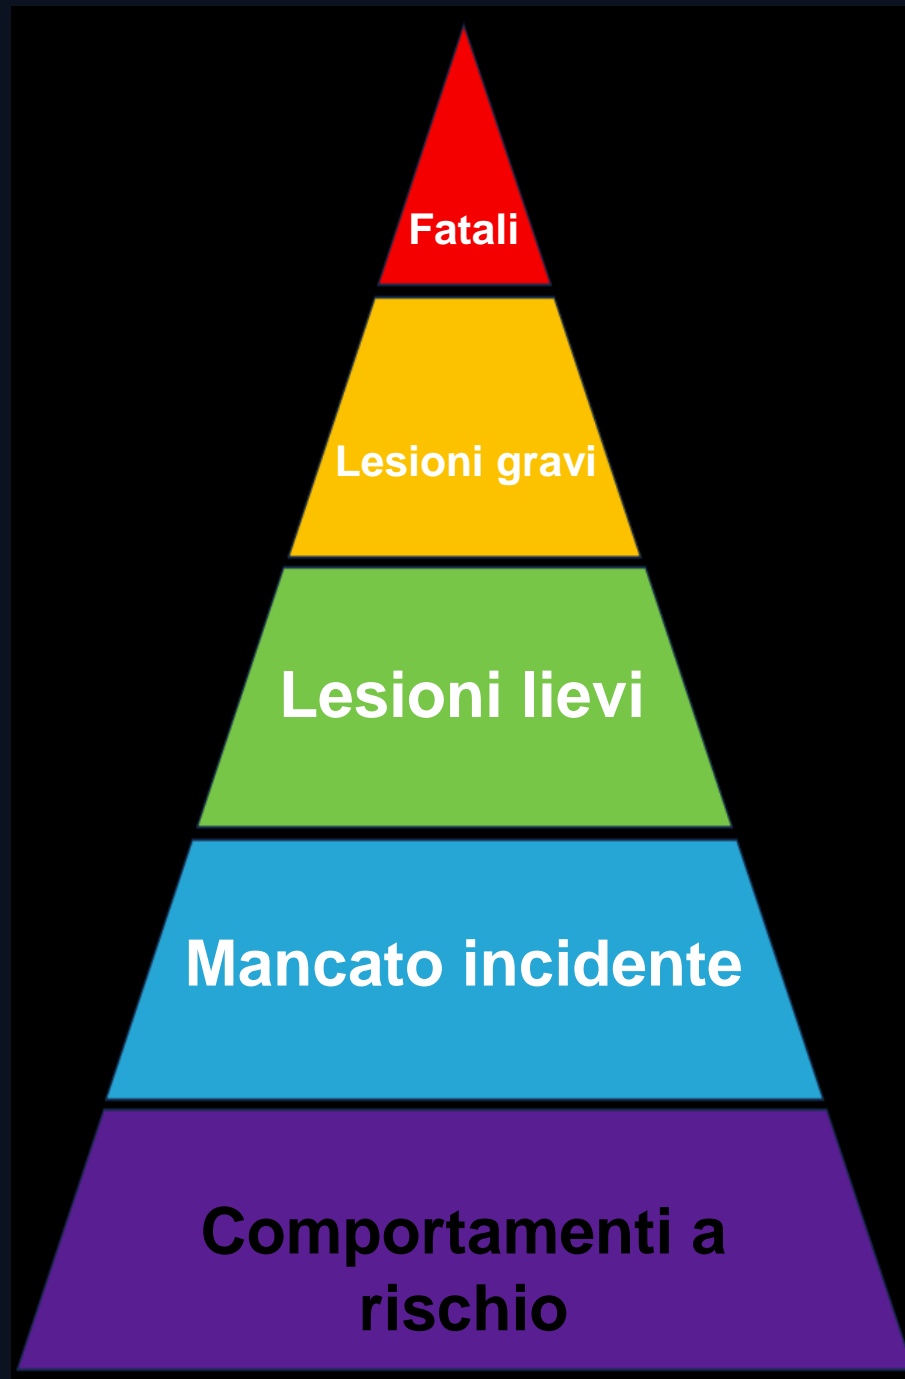 Fatali
Lesioni gravi
Lesioni lievi
Mancato incidente
Comportamenti a
rischio